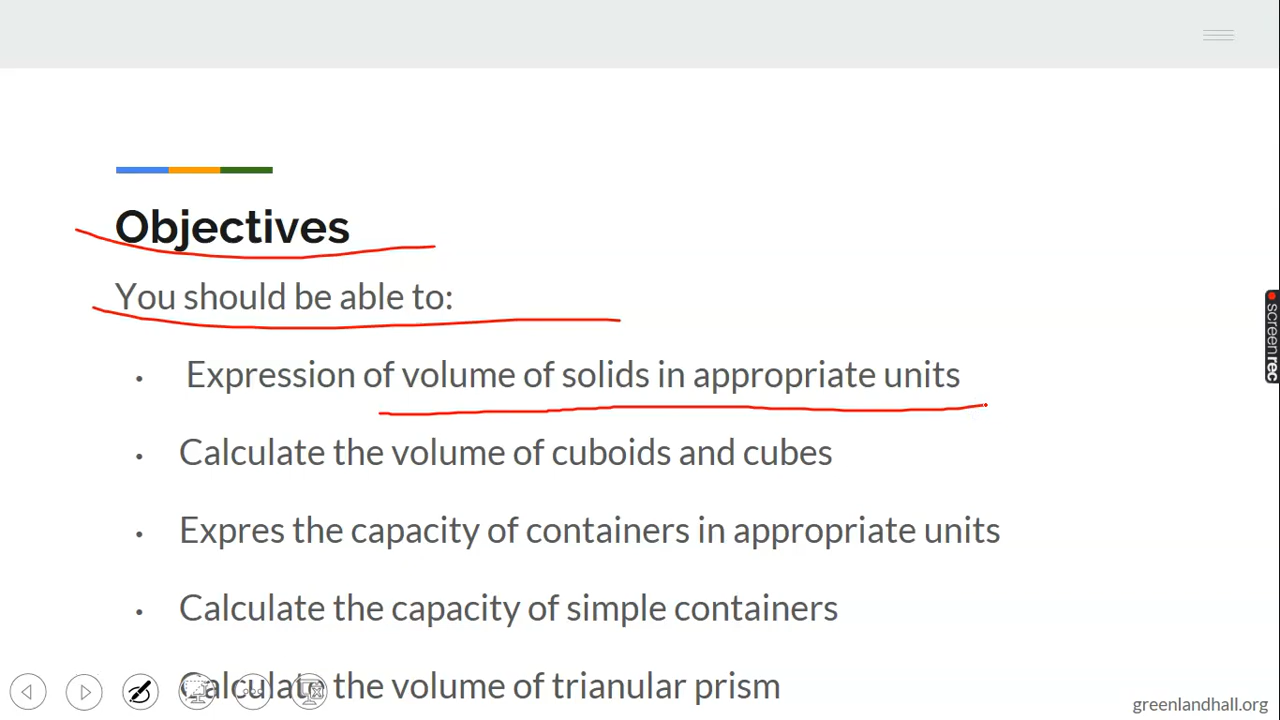 Objectives
You should be able to:
• Expression of volume of solids in appropriate units
• Calculate the volume of cuboids and cubes
• Expres the capacity of containers in appropriate units
• Calculate the capacity of simple containers
Calculate the volume of trianular prism
screenrec
greenlandhall.org